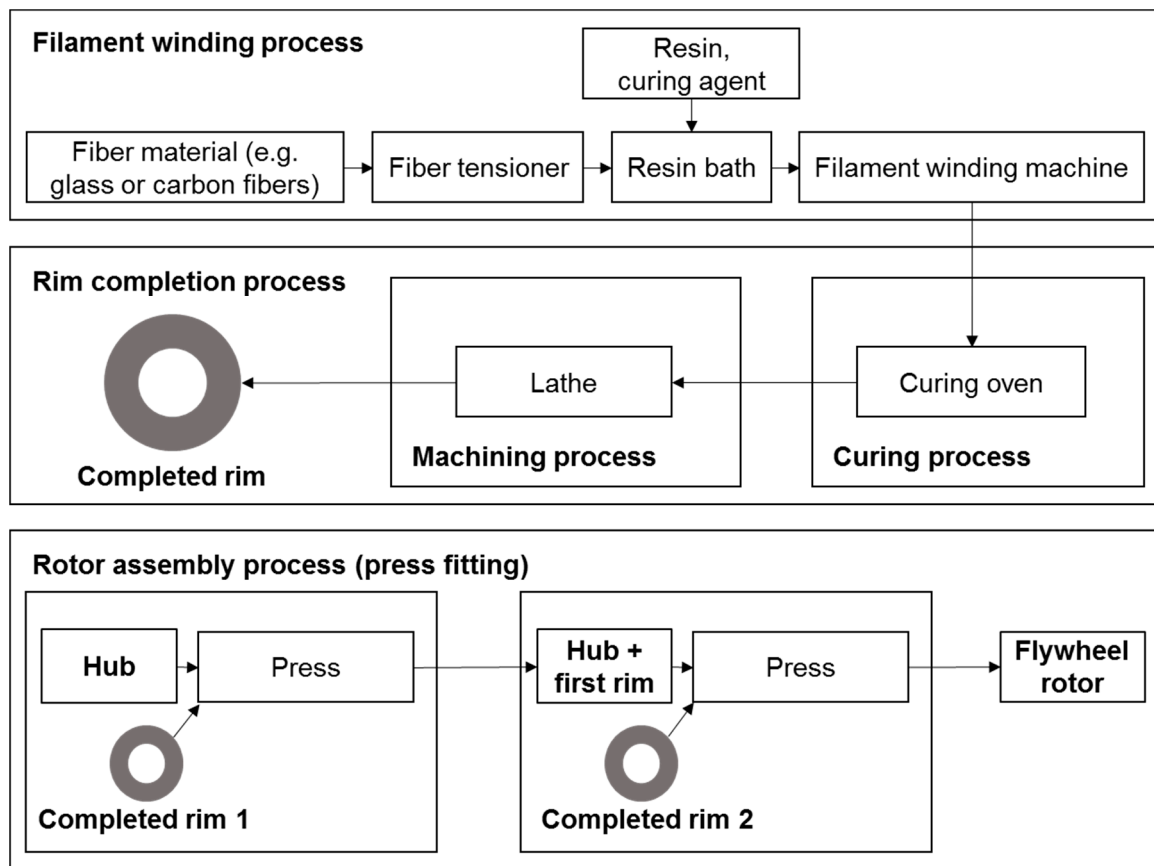 Filament winding process
Resin,
curing agent
Fiber material (e.g.
glass or carbon fibers)
Fiber tensioner
Resin bath
Filament winding machine
Rim completion process
Completed rim
Lathe
Machining process
Curing oven
Curing process
Rotor assembly process (press fitting)
Hub
Press
Completed rim 1
Hub +
first rim
Press
Completed rim 2
Flywheel
rotor